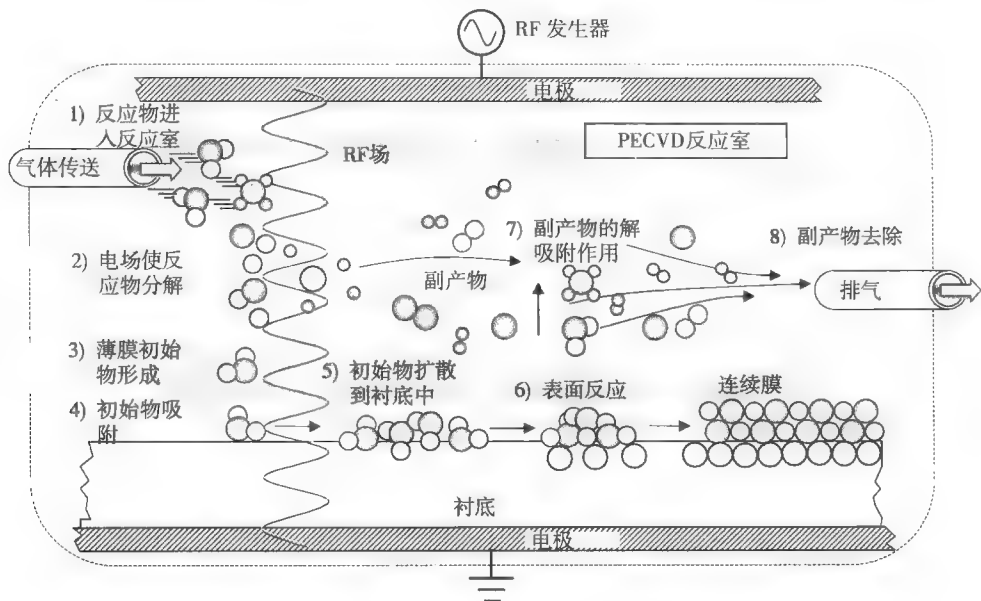 RF 发生器
电极
1) 反应物进
入反应室
气体传送
RF场
PECVD反应室
2) 电场使反
应物分解
副产物
7) 副产物的解
吸附作用
8) 副产物去除
排气
3) 薄膜初始
物形成
4) 初始物吸
附
5) 初始物扩散
到衬底中
6) 表面反应
连续膜
衬底
电极